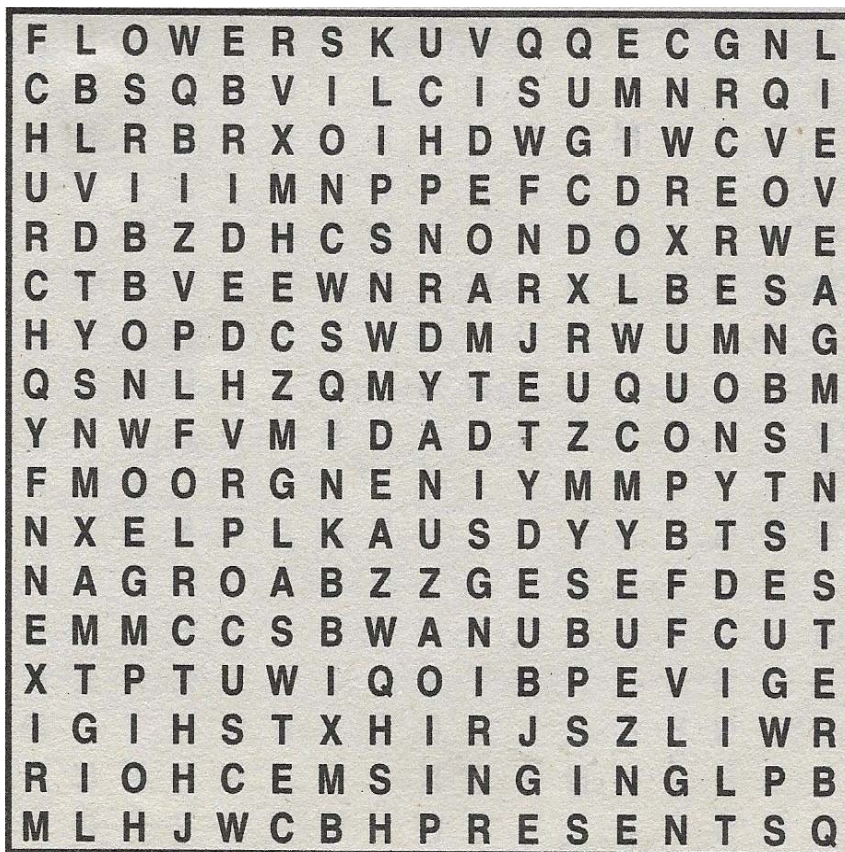 F L O W E R S K U V Q Q E C G N L
C B S Q B V I L C I S U M N R Q I
H L R B R X O I H D W G I W C V E
U V I I I M N P P E F C D R E O V
R D B Z D H C S N O N D O X R W E
C T B V E E W N R A R X L B E S A
H Y O P D C S W D M J R W U M N G
Q S N L H Z Q M Y T E U Q U O B M
Y N W F V M I D A D T Z C O N S I
F M O O R G N E N I Y M M P Y T N
N X E L P L K A U S D Y Y B T S I
N A G R O A B Z Z G E S E F D E S
E M M C C S B W A N U B U F C U T
X T P T U W I Q O I B P E V I G E
I G I H S T X H I R J S Z L I W R
R I O H C E M S I N G I N G L P B
M L H J W C B H P R E S E N T S Q